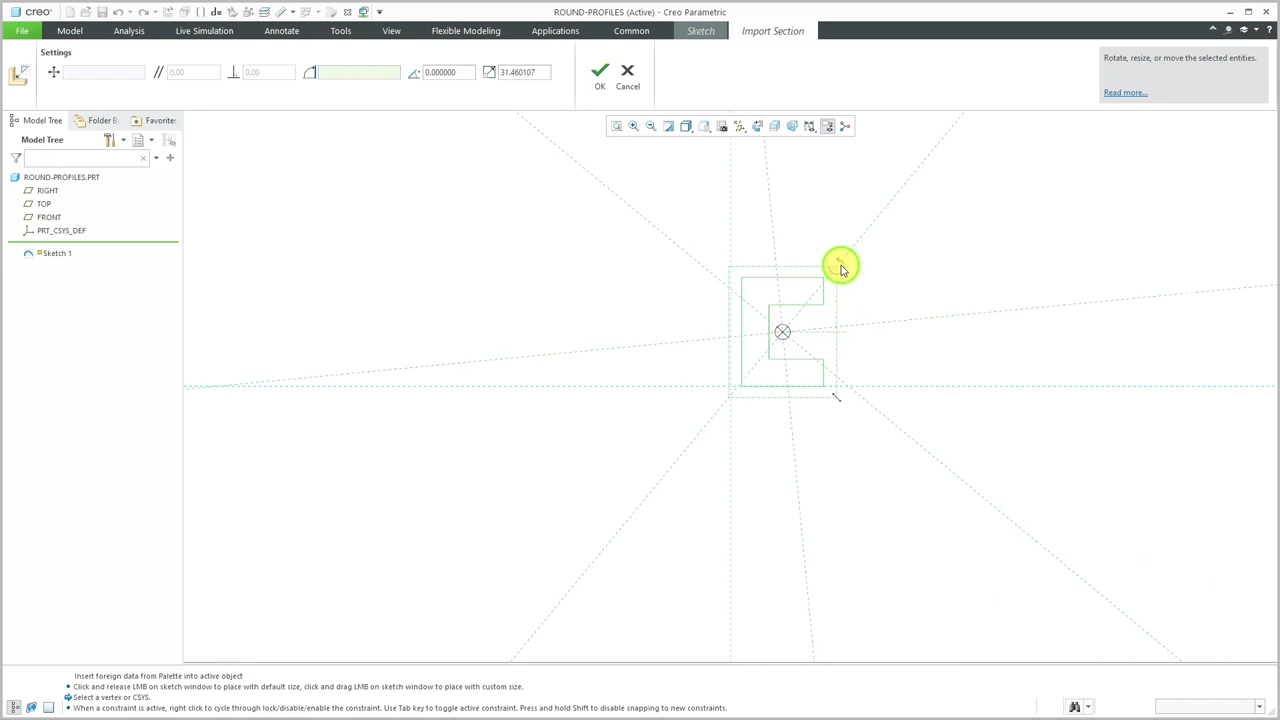 creo ROUND-PROFILES (Active) - Creo Parametric
File Model Analysis Live Simulation Annotate Tools View Flexible Modeling Applications Common Sketch Import Section
Settings
0.00 0.00 0.000000 31.460107
OK Cancel
Rotate, resize, or move the selected entities.
Read more...
Model Tree Folder B Favorite:
Model Tree
ROUND-PROFILES.PRT
RIGHT
TOP
FRONT
PRT_CSYS_DEF
Sketch 1
Insert foreign data from Palette into active object
• Click and release LMB on sketch window to place with default size, click and drag LMB on sketch window to place with custom size.
Select a vertex or CSYS.
• When a constraint is active, right click to cycle through lock/disable/enable the constraint. Use Tab key to toggle active constraint. Press and hold Shift to disable snapping to new constraints.